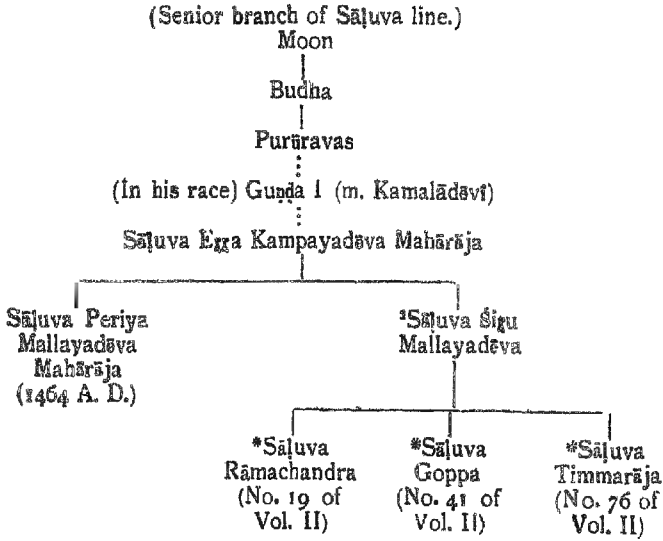 (Senior branch of Sāḷuva line.)
Moon
Budha
Purūravas
(In his race) Guṇḍa I (m. Kamalādēvī)
Sāḷuva Eṟṟa Kampayadēva Mahārāja
Sāḷuva Periya
Mallayadēva
Mahārāja
(1464 A. D.)
¹Sāḷuva Śiṟu
Mallayadēva
*Sāḷuva
Rāmachandra
(No. 19 of
Vol. II)
*Sāḷuva
Goppa
(No. 41 of
Vol. II)
*Sāḷuva
Timmarāja
(No. 76 of
Vol. II)